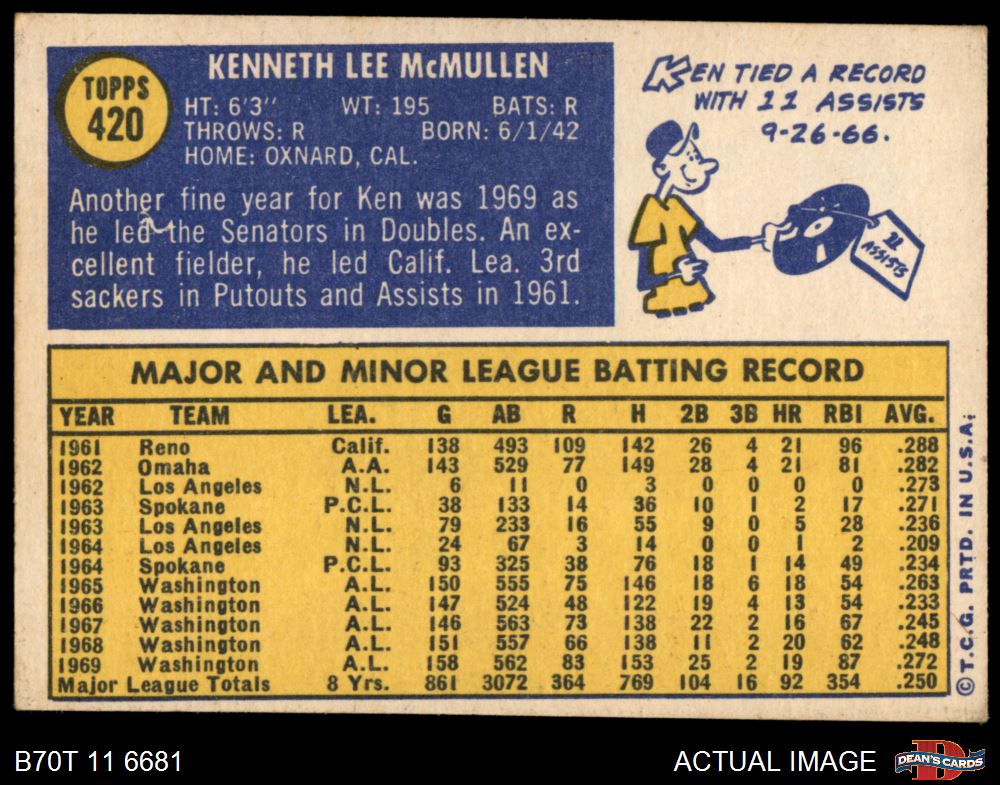 TOPPS
420
KENNETH LEE McMULLEN
HT: 6'3" WT: 195 BATS: R
THROWS: R BORN: 6/1/42
HOME: OXNARD, CAL.
Another fine year for Ken was 1969 as
he led the Senators in Doubles. An ex-
cellent fielder, he led Calif. Lea. 3rd
sackers in Putouts and Assists in 1961.
KEN TIED A RECORD
WITH 11 ASSISTS
9-26-66.
11
ASSISTS
MAJOR AND MINOR LEAGUE BATTING RECORD
YEAR TEAM LEA. G AB R H 2B 3B HR RBI AVG.
1961 Reno Calif. 138 493 109 142 26 4 21 96 .288
1962 Omaha A.A. 143 529 77 149 28 4 21 81 .282
1962 Los Angeles N.L. 6 11 0 3 0 0 0 0 .273
1963 Spokane P.C.L. 38 133 14 36 10 1 2 17 .271
1963 Los Angeles N.L. 79 233 16 55 9 0 5 28 .236
1964 Los Angeles N.L. 24 67 3 14 0 0 1 2 .209
1964 Spokane P.C.L. 93 325 38 76 18 1 14 49 .234
1965 Washington A.L. 150 555 75 146 18 6 18 54 .263
1966 Washington A.L. 147 524 48 122 19 4 13 54 .233
1967 Washington A.L. 146 563 73 138 22 2 16 67 .245
1968 Washington A.L. 151 557 66 138 11 2 20 62 .248
1969 Washington A.L. 158 562 83 153 25 2 19 87 .272
Major League Totals 8 Yrs. 861 3072 364 769 104 16 92 354 .250
© T.C.G. PRTD. IN U.S.A.
B70T 11 6681
ACTUAL IMAGE
D
DEAN'S CARDS